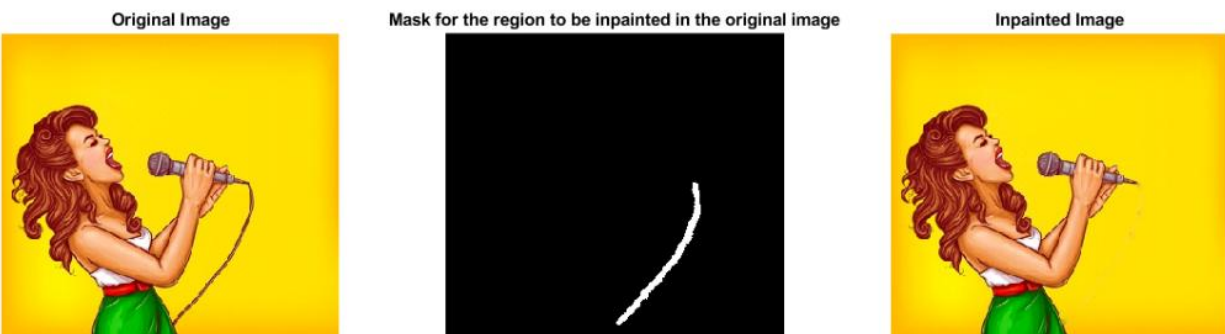 Original Image
Mask for the region to be inpainted in the original image
Inpainted Image